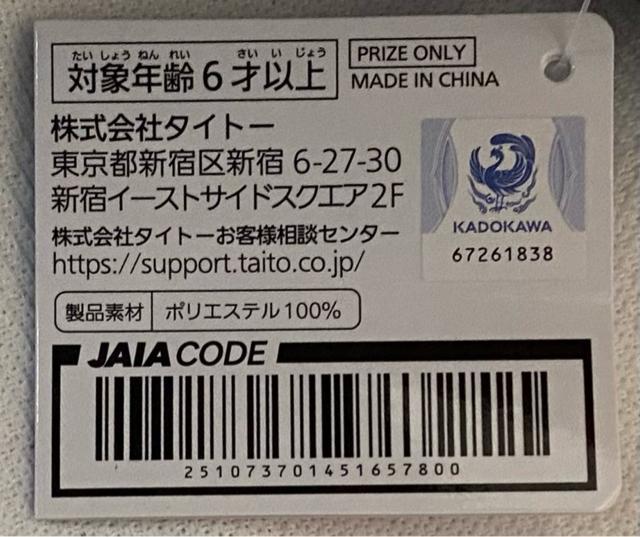 たいしょうねんれい さいいじょう
対象年齢6才以上
PRIZE ONLY
MADE IN CHINA
株式会社タイトー
東京都新宿区新宿 6-27-30
新宿イーストサイドスクエア2F
株式会社タイトーお客様相談センター
https://support.taito.co.jp/
KADOKAWA
67261838
製品素材 ポリエステル100%
JAIA CODE
251073701451657800